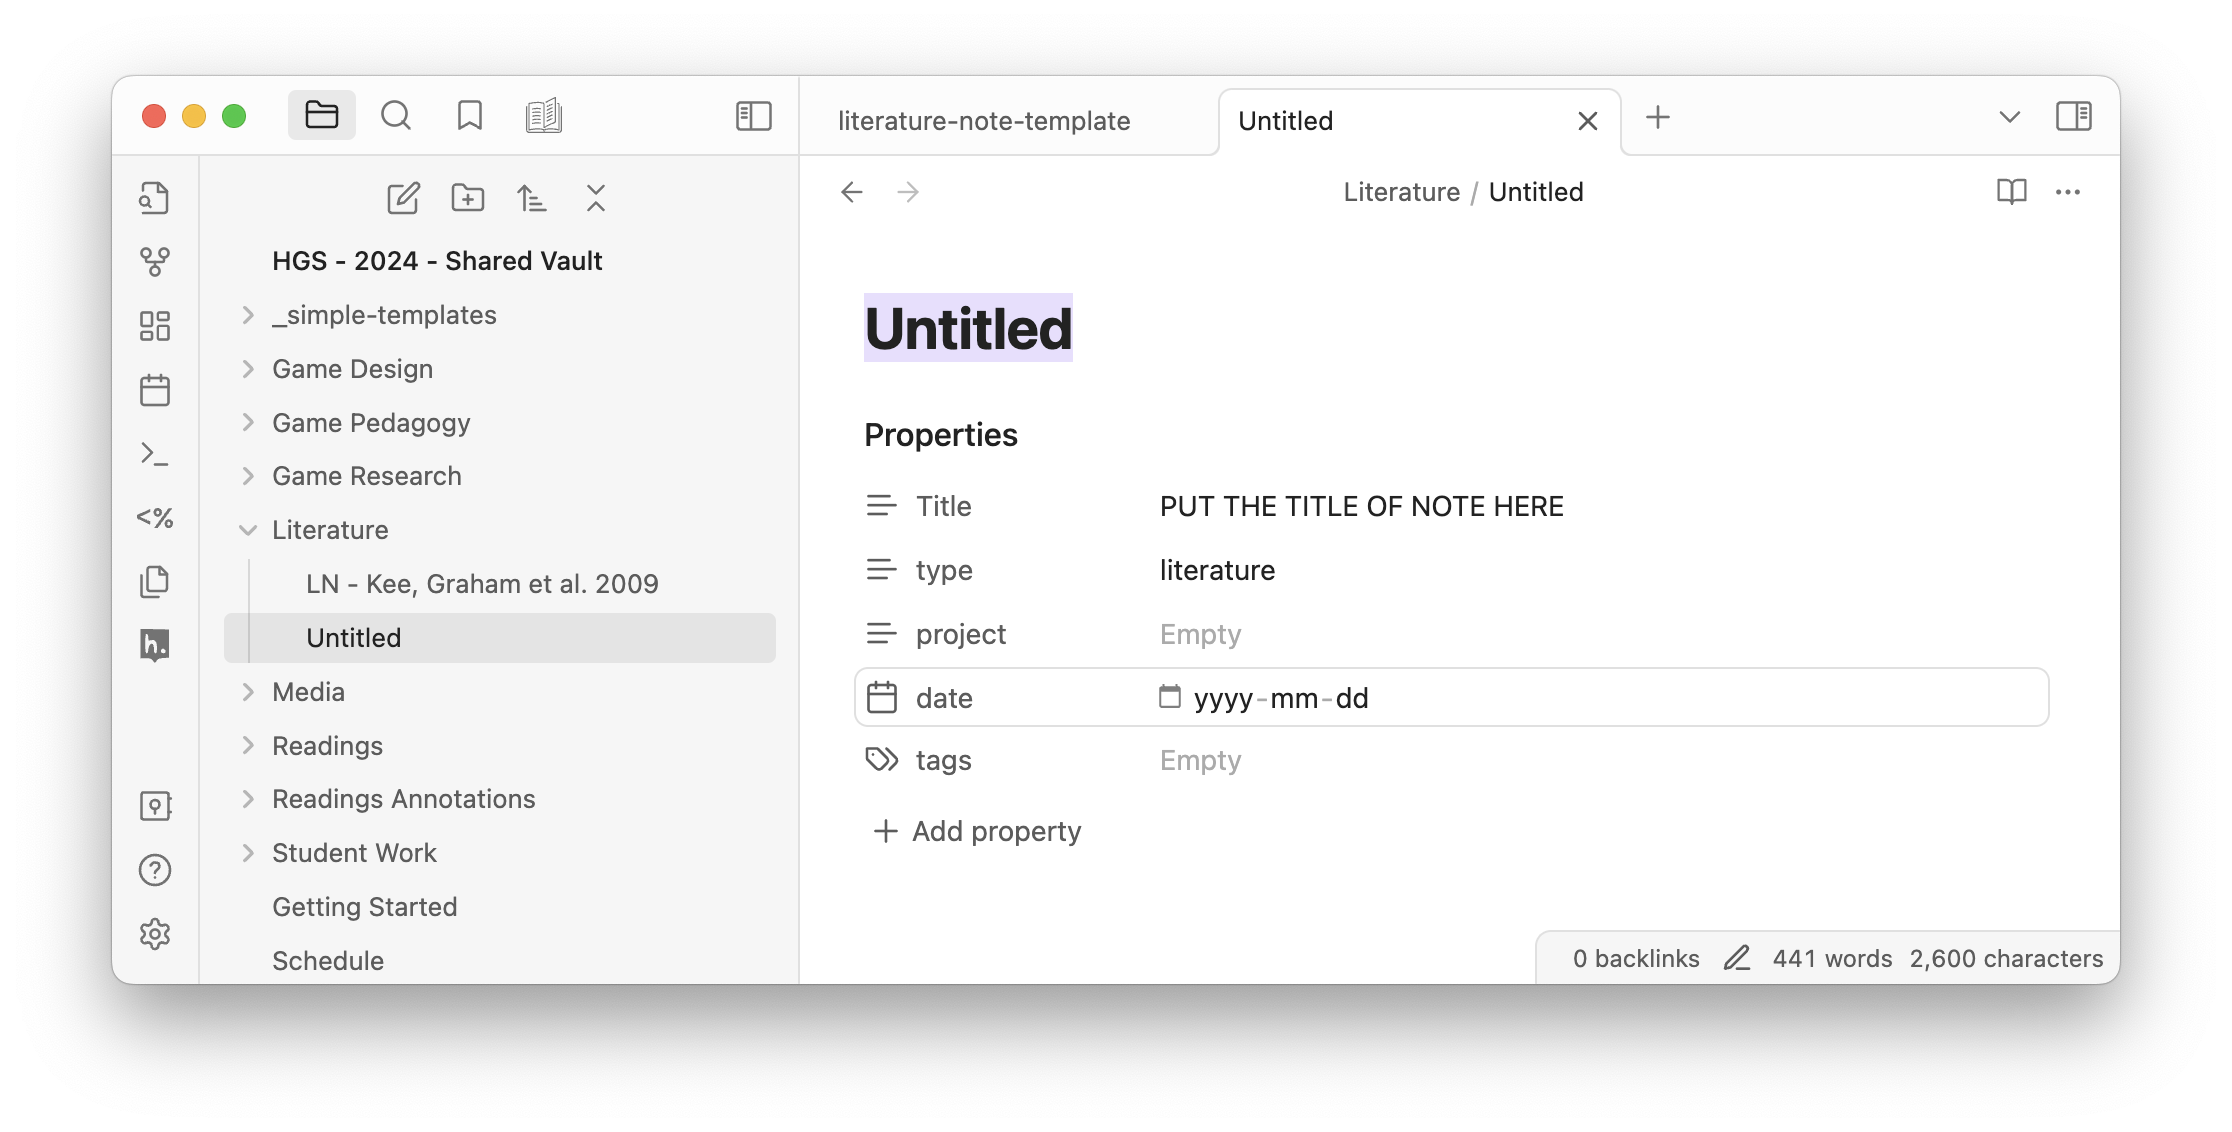 literature-note-template
Untitled
Literature / Untitled
<%
h.
HGS - 2024 - Shared Vault
_simple-templates
Game Design
Game Pedagogy
Game Research
Literature
LN - Kee, Graham et al. 2009
Untitled
Media
Readings
Readings Annotations
Student Work
Getting Started
Schedule
Untitled
Properties
Title PUT THE TITLE OF NOTE HERE
type literature
project Empty
date yyyy-mm-dd
tags Empty
+ Add property
0 backlinks 441 words 2,600 characters